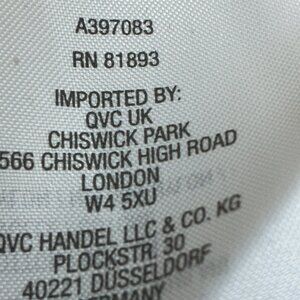 A397083
RN 81893
IMPORTED BY:
QVC UK
CHISWICK PARK
566 CHISWICK HIGH ROAD
LONDON
W4 5XU
QVC HANDEL LLC & CO. KG
PLOCKSTR. 30
40221 DÜSSELDORF
GERMANY